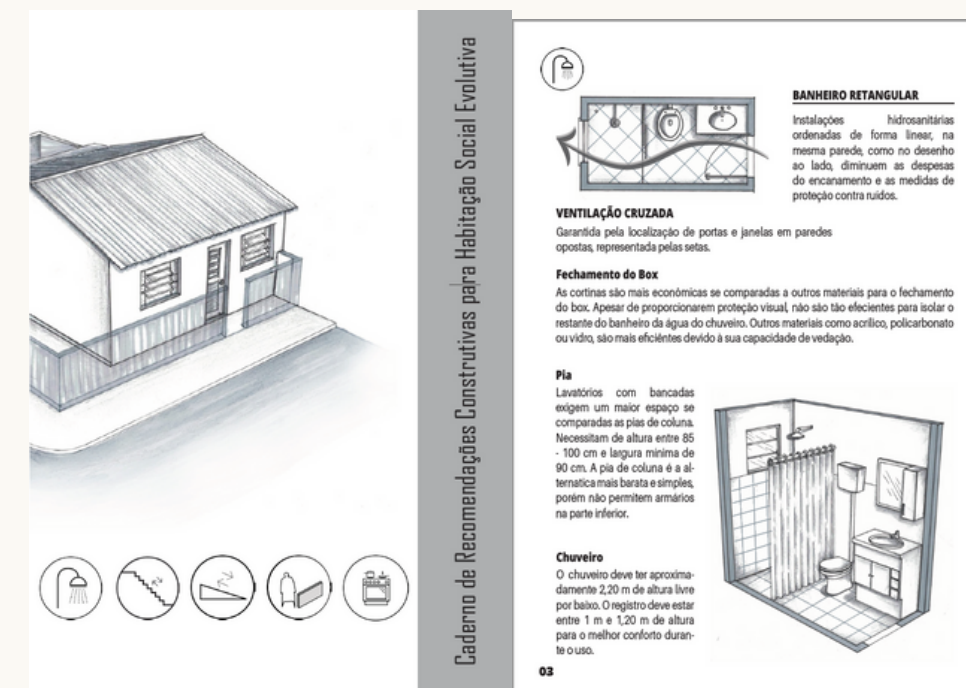 Caderno de Recomendações Construtivas para Habitação Social Evolutiva
BANHEIRO RETANGULAR
Instalações hidrosanitárias
ordenadas de forma linear, na
mesma parede, como no desenho
ao lado, diminuem as despesas
do encanamento e as medidas de
proteção contra ruídos.
VENTILAÇÃO CRUZADA
Garantida pela localização de portas e janelas em paredes
opostas, representada pelas setas.
Fechamento do Box
As cortinas são mais econômicas se comparadas a outros materiais para o fechamento
do box. Apesar de proporcionarem proteção visual, não são tão efecientes para isolar o
restante do banheiro da água do chuveiro. Outros materiais como acrílico, policarbonato
ou vidro, são mais eficiêntes devido à sua capacidade de vedação.
Pia
Lavatórios com bancadas
exigem um maior espaço se
comparadas as pias de coluna.
Necessitam de altura entre 85
- 100 cm e largura mínima de
90 cm. A pia de coluna é a al-
ternatica mais barata e simples,
porém não permitem armários
na parte inferior.
Chuveiro
O chuveiro deve ter aproxima-
damente 2,20 m de altura livre
por baixo. O registro deve estar
entre 1 m e 1,20 m de altura
para o melhor conforto duran-
te o uso.
03